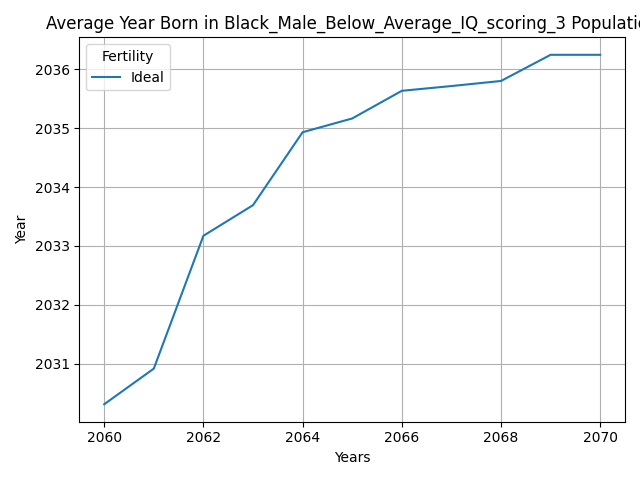 Average Year Born in Black_Male_Below_Average_IQ_scoring_3 Populatio
Fertility
Ideal
2036
2035
2034
2033
2032
2031
Year
2060 2062 2064 2066 2068 2070
Years